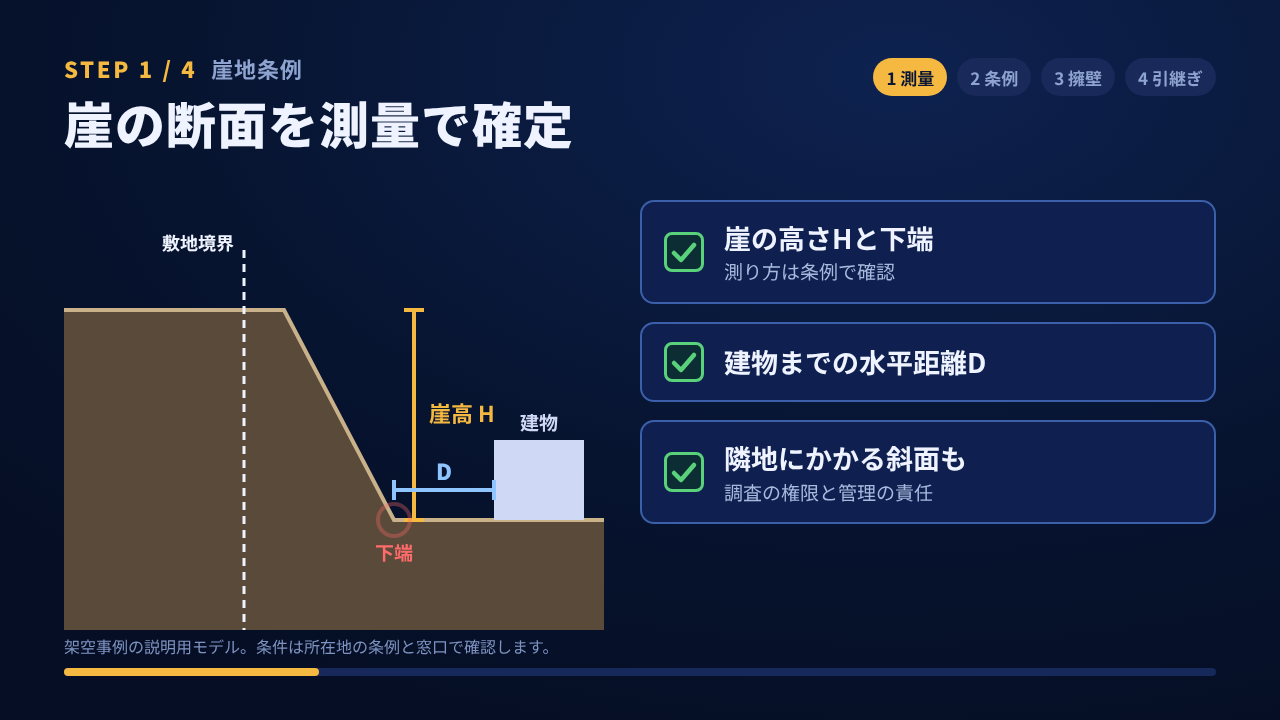 STEP 1 / 4 崖地条例
崖の断面を測量で確定
1 測量
2 条例
3 擁壁
4 引継ぎ
敷地境界
崖高 H
建物
D
下端
崖の高さHと下端
測り方は条例で確認
建物までの水平距離D
隣地にかかる斜面も
調査の権限と管理の責任
架空事例の説明用モデル。条件は所在地の条例と窓口で確認します。